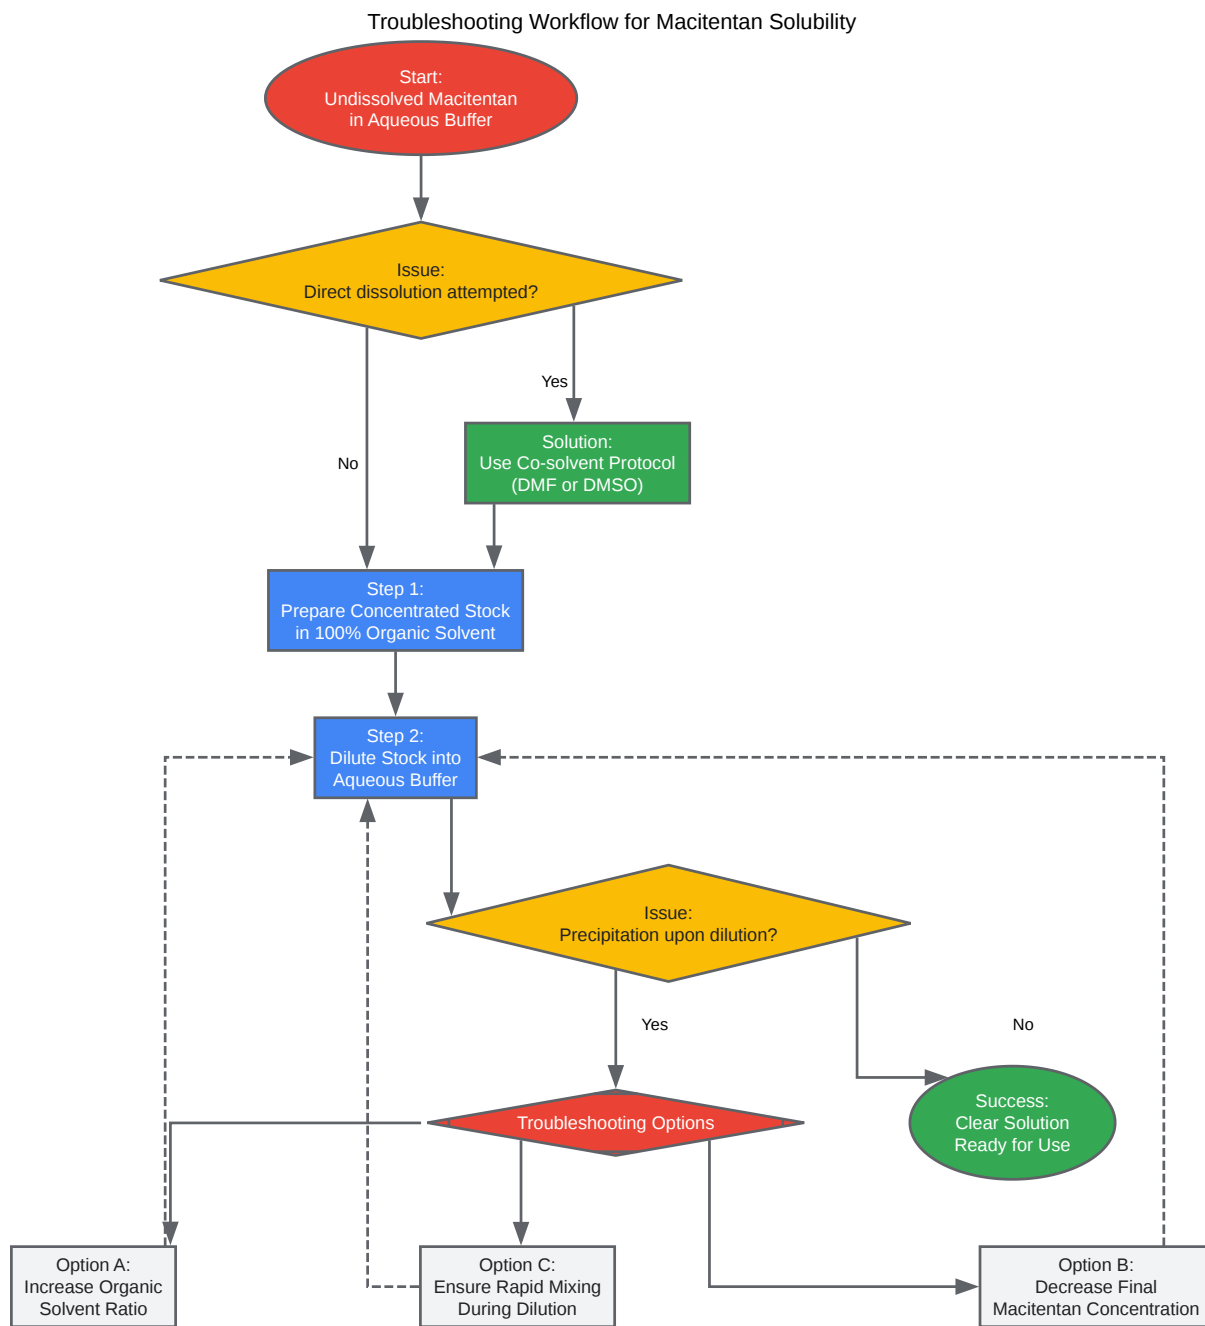 Troubleshooting Workflow for Macitentan Solubility
Start:
Undissolved Macitentan
in Aqueous Buffer
Issue:
Direct dissolution attempted?
Yes
No
Solution:
Use Co-solvent Protocol
(DMF or DMSO)
Step 1:
Prepare Concentrated Stock
in 100% Organic Solvent
Step 2:
Dilute Stock into
Aqueous Buffer
Issue:
Precipitation upon dilution?
Yes
No
Troubleshooting Options
Success:
Clear Solution
Ready for Use
Option A:
Increase Organic
Solvent Ratio
Option C:
Ensure Rapid Mixing
During Dilution
Option B:
Decrease Final
Macitentan Concentration